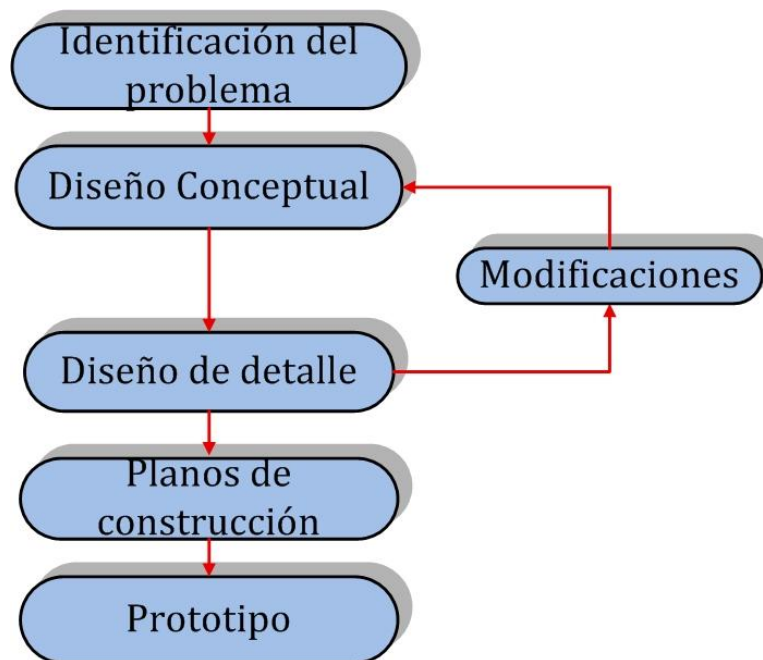 Identificación del
problema
Diseño Conceptual
Modificaciones
Diseño de detalle
Planos de
construcción
Prototipo